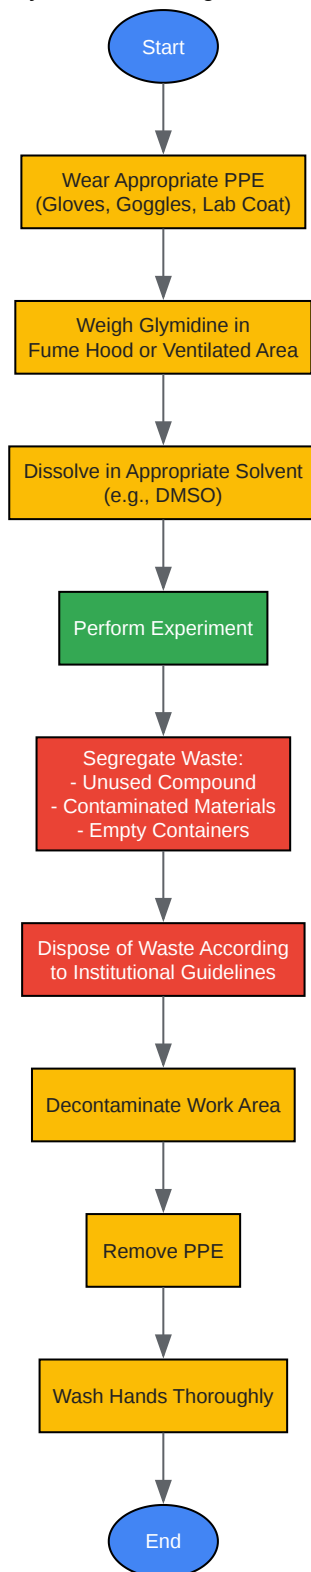 Start
Wear Appropriate PPE
(Gloves, Goggles, Lab Coat)
Weigh Glymidine in
Fume Hood or Ventilated Area
Dissolve in Appropriate Solvent
(e.g., DMSO)
Perform Experiment
Segregate Waste:
- Unused Compound
- Contaminated Materials
- Empty Containers
Dispose of Waste According
to Institutional Guidelines
Decontaminate Work Area
Remove PPE
Wash Hands Thoroughly
End